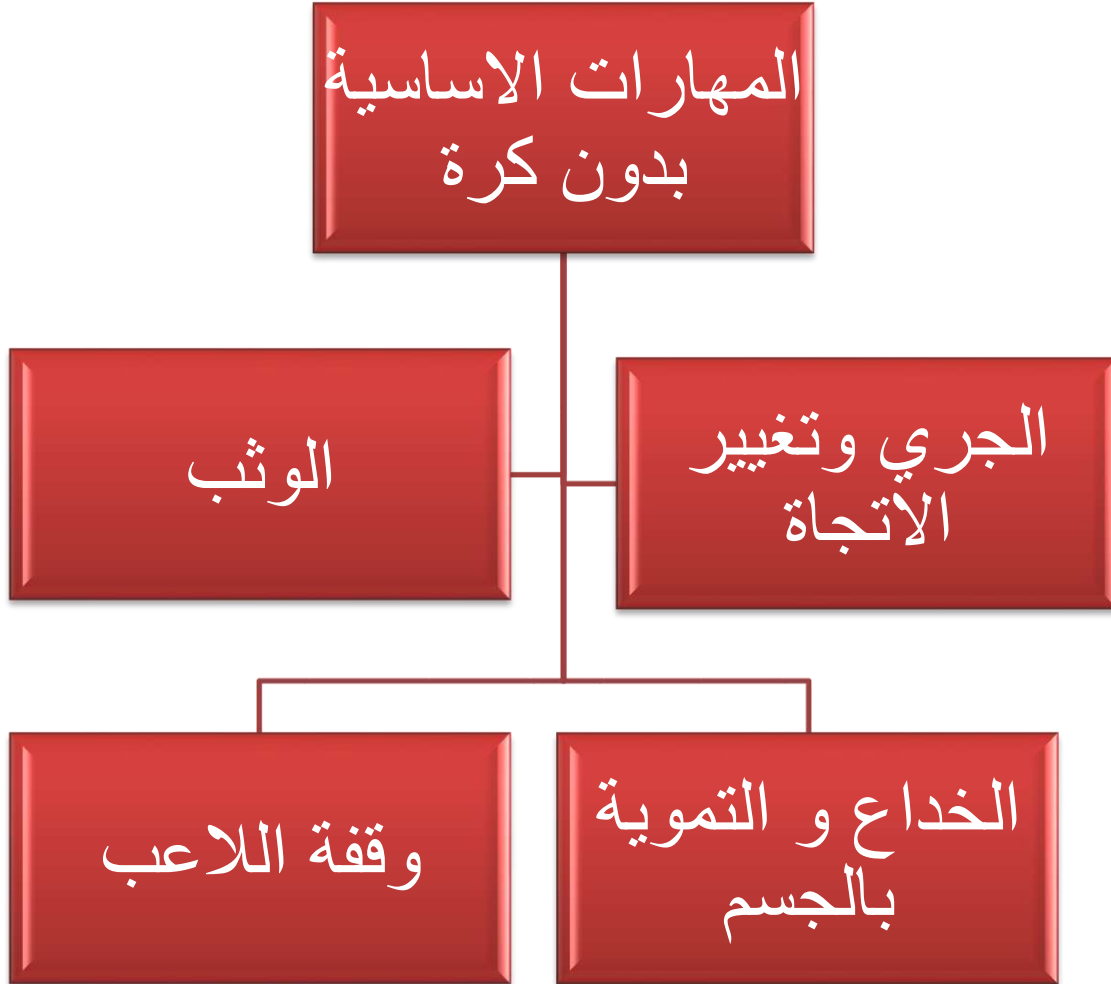 المهارات الاساسية
بدون كرة
الجري وتغيير
الاتجاة
الوثب
الخداع و التموية
بالجسم
وقفة اللاعب